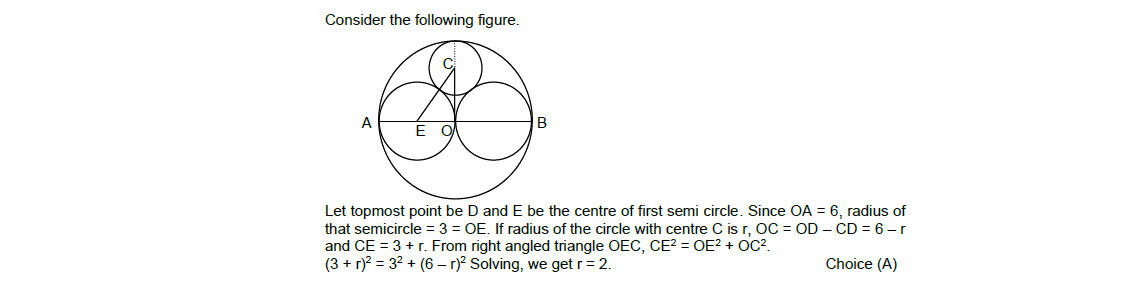 Consider the following figure.
C
A
E
O
B
Let topmost point be D and E be the centre of first semi circle. Since OA = 6, radius of
that semicircle = 3 = OE. If radius of the circle with centre C is r, OC = OD – CD = 6 – r
and CE = 3 + r. From right angled triangle OEC, CE² = OE² + OC².
(3 + r)² = 3² + (6 – r)² Solving, we get r = 2. Choice (A)